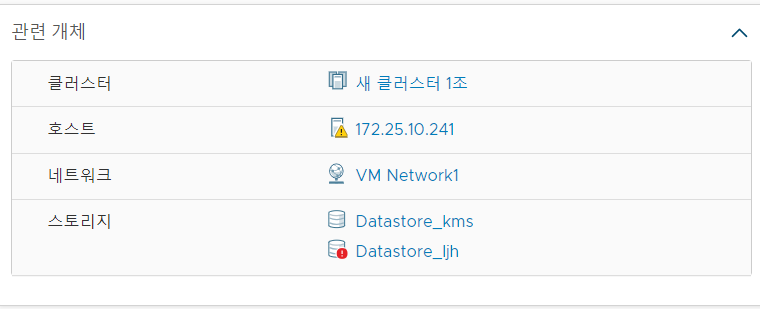 관련 개체
클러스터 새 클러스터 1조
호스트 172.25.10.241
네트워크 VM Network1
스토리지 Datastore_kms
Datastore_ljh